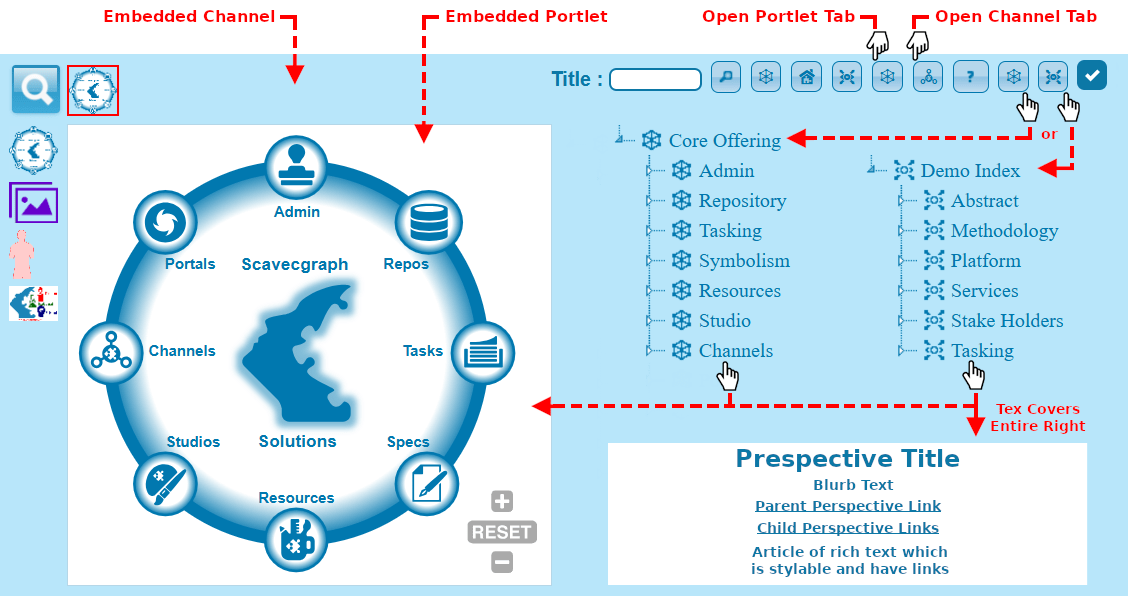 Embedded Channel
Embedded Portlet
Open Portlet Tab
Open Channel Tab
Title :
?
or
Core Offering
Admin
Repository
Tasking
Symbolism
Resources
Studio
Channels
Demo Index
Abstract
Methodology
Platform
Services
Stake Holders
Tasking
Admin
Portals
Scavecgraph
Repos
Channels
Tasks
Studios
Solutions
Specs
Resources
RESET
Tex Covers
Entire Right
Prespective Title
Blurb Text
Parent Perspective Link
Child Perspective Links
Article of rich text which
is stylable and have links